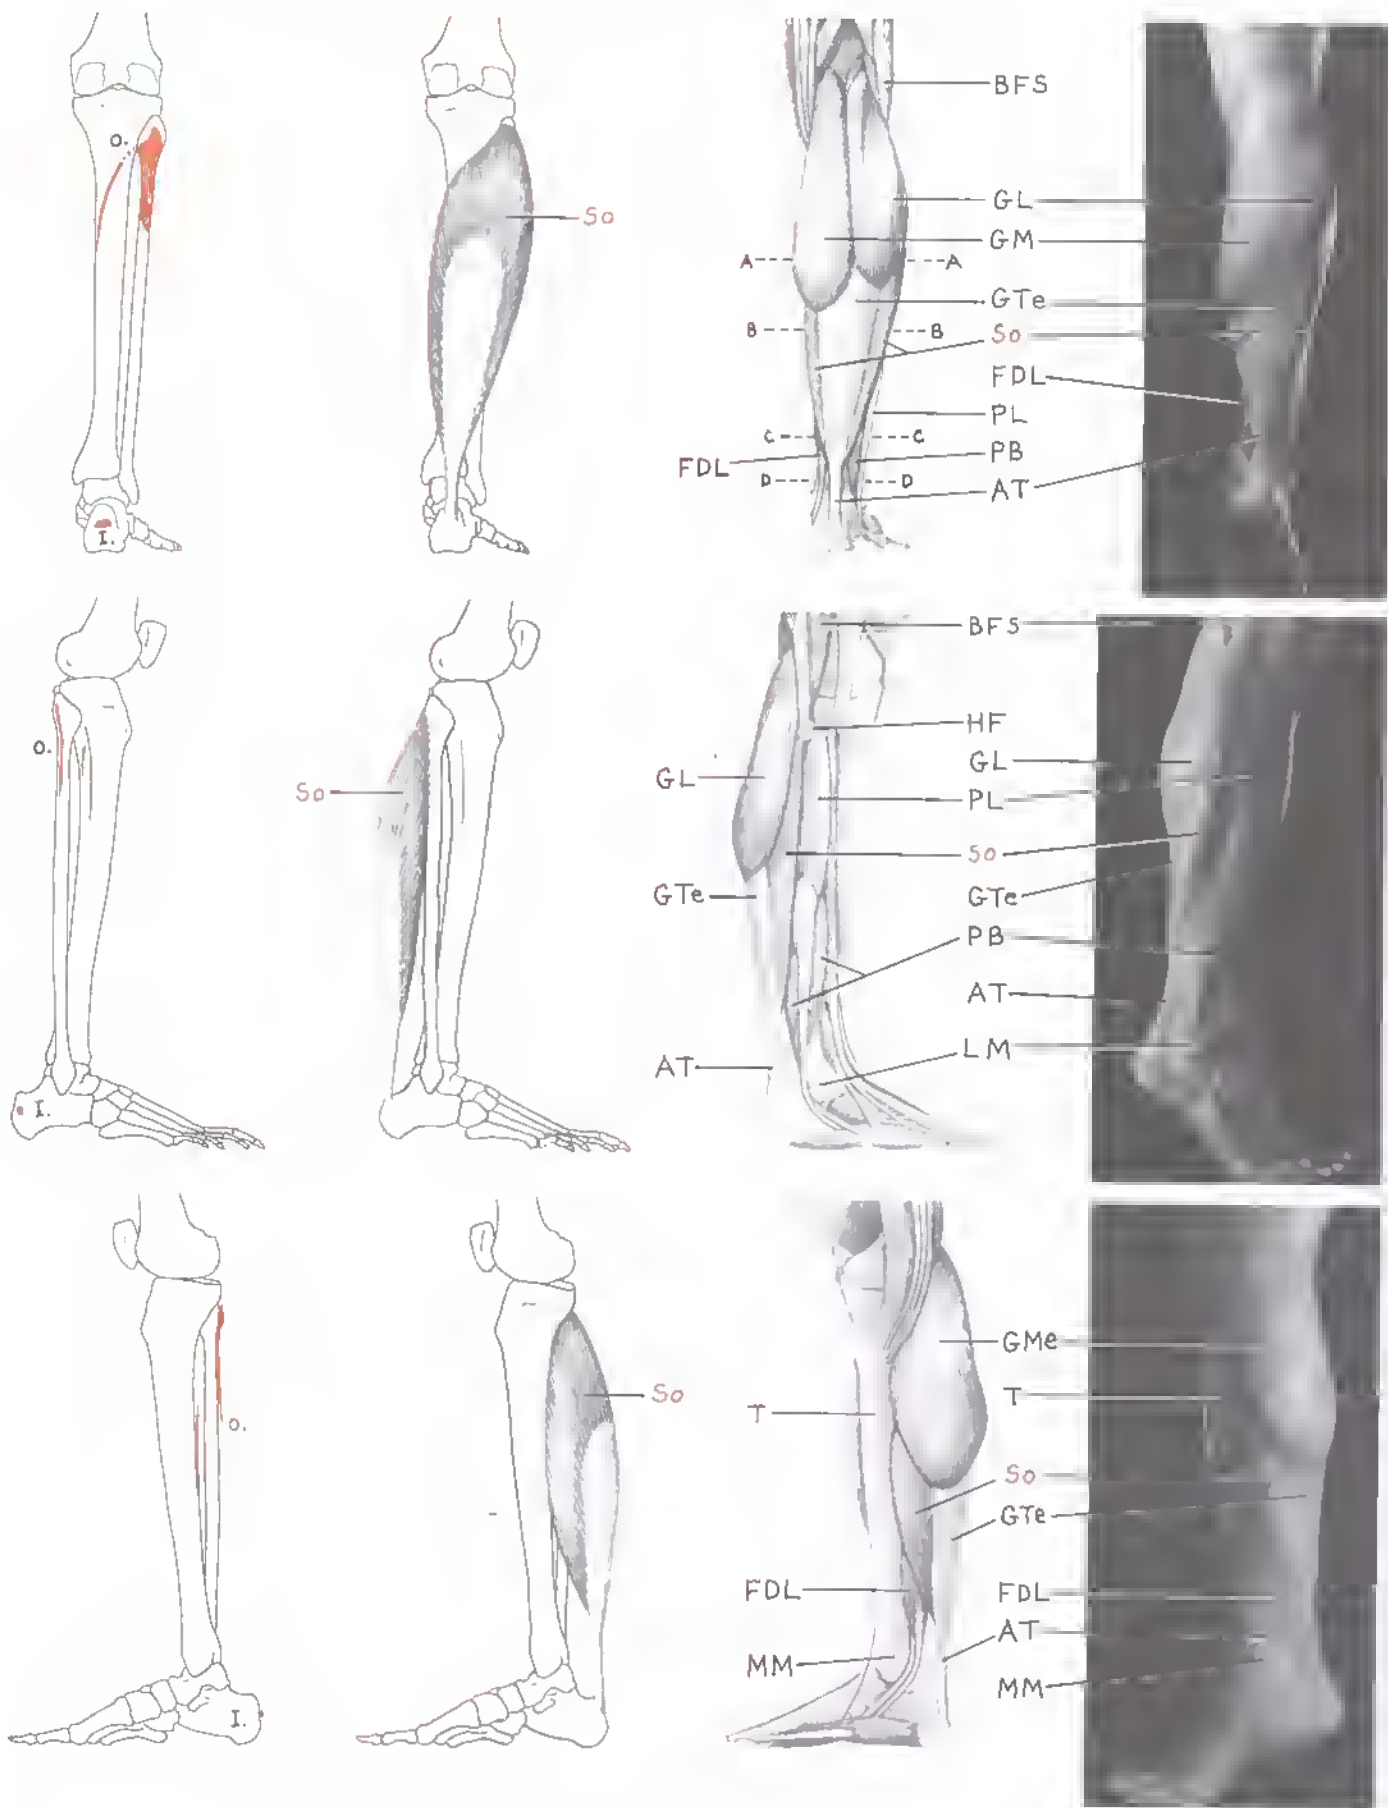 O.
I.
So
BFS
GL
GM
A
A
GTe
B
B
So
FDL
PL
C
C
PB
FDL
D
D
AT
O.
I.
So
BFS
HF
GL
GL
PL
So
GTe
GTe
PB
AT
LM
AT
O.
I.
So
GMe
T
T
So
GTe
FDL
FDL
AT
MM
MM